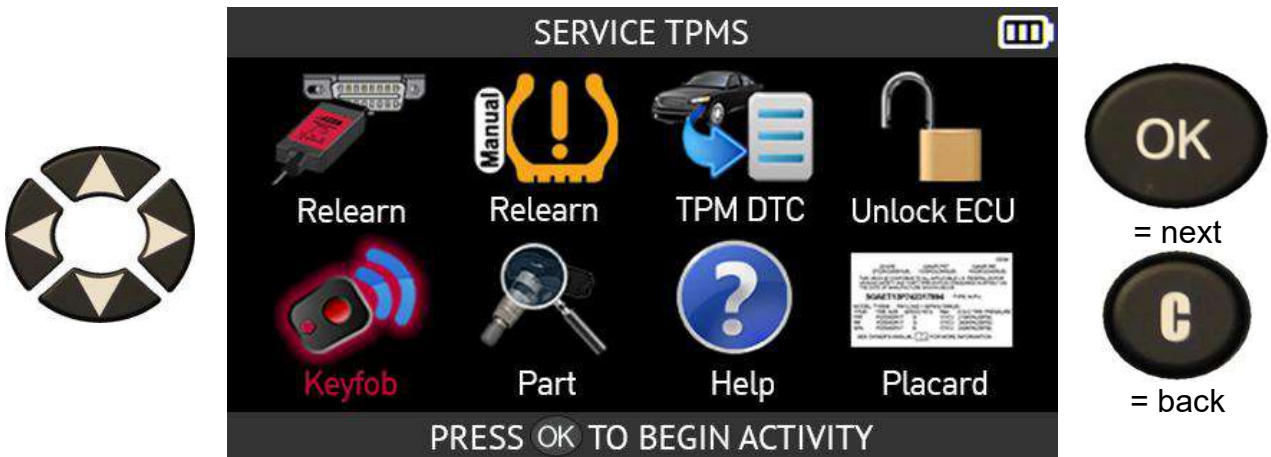 SERVICE TPMS
Manual
Relearn
Relearn
TPM DTC
Unlock ECU
Keyfob
Part
Help
Placard
PRESS OK TO BEGIN ACTIVITY
OK
= next
C
= back